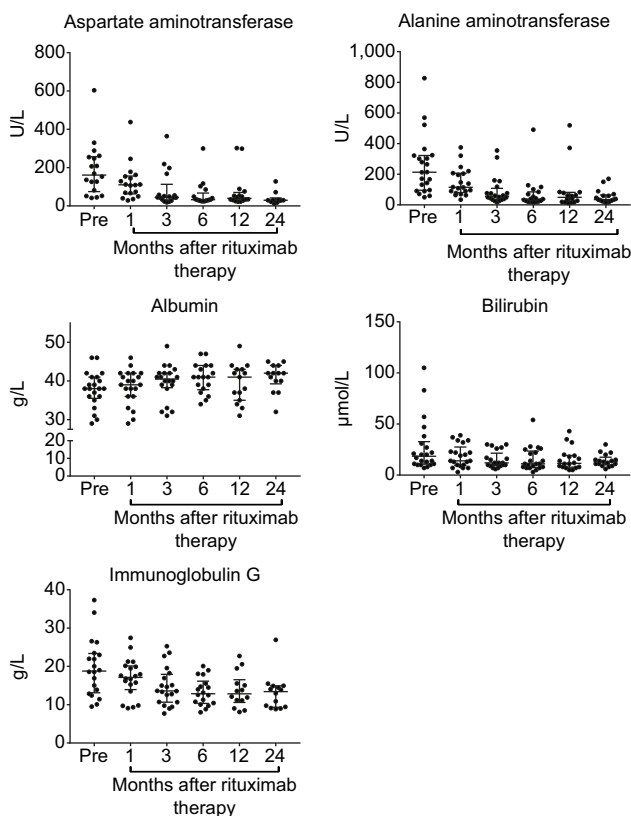 Aspartate aminotransferase
800
600
400
200
0
U/L
Pre 1 3 6 12 24
Months after rituximab
therapy
Alanine aminotransferase
1,000
800
600
400
200
0
U/L
Pre 1 3 6 12 24
Months after rituximab
therapy
Albumin
50
40
30
20
10
0
g/L
Pre 1 3 6 12 24
Months after rituximab
therapy
Bilirubin
150
100
50
0
µmol/L
Pre 1 3 6 12 24
Months after rituximab
therapy
Immunoglobulin G
40
30
20
10
0
g/L
Pre 1 3 6 12 24
Months after rituximab
therapy